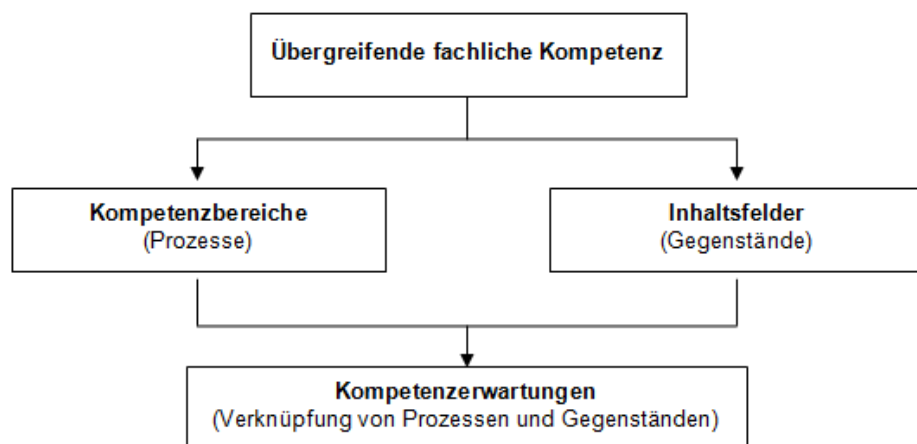 Übergreifende fachliche Kompetenz
Kompetenzbereiche
(Prozesse)
Inhaltsfelder
(Gegenstände)
Kompetenzerwartungen
(Verknüpfung von Prozessen und Gegenständen)